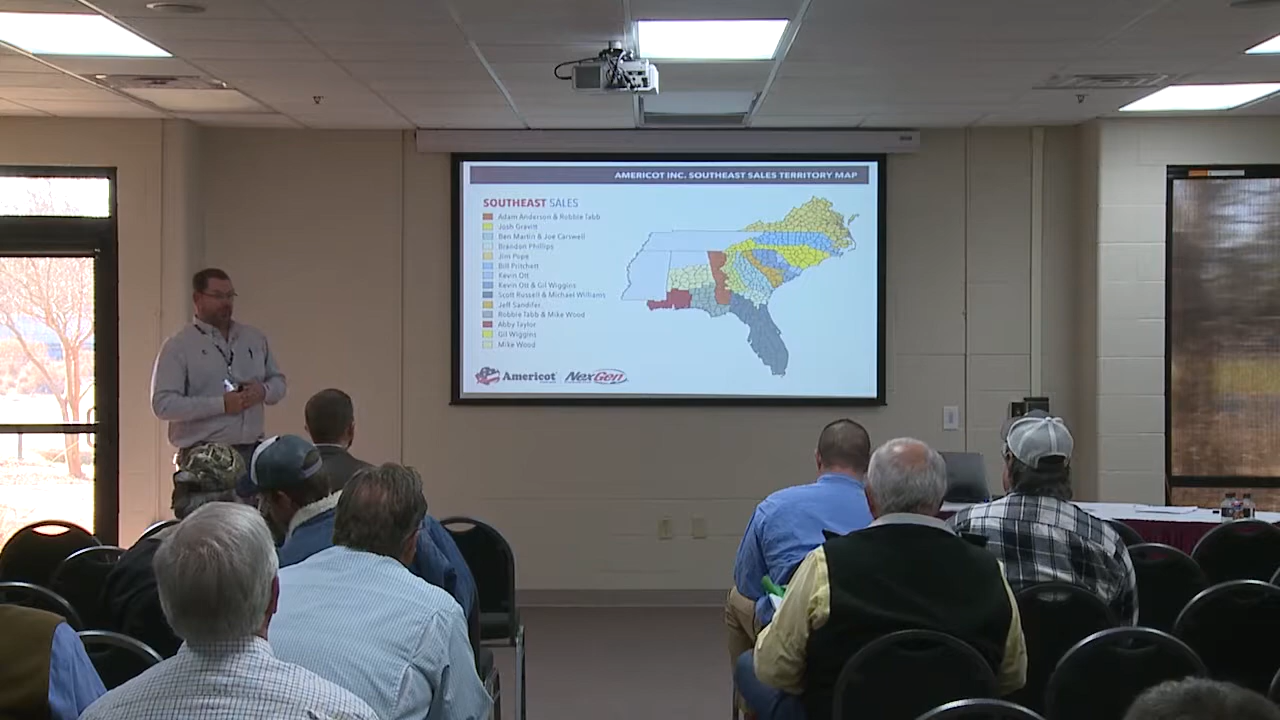 AMERICOT INC. SOUTHEAST SALES TERRITORY MAP
SOUTHEAST SALES
Adam Anderson & Robbie Tabb
Josh Gravitt
Ben Martin & Joe Carswell
Brandon Phillips
Jim Pope
Bill Pritchett
Kevin Ott
Kevin Ott & Gil Wiggins
Scott Russell & Michael Williams
Jeff Sandifer
Robbie Tabb & Mike Wood
Abby Taylor
Gil Wiggins
Mike Wood
Americot NexGen